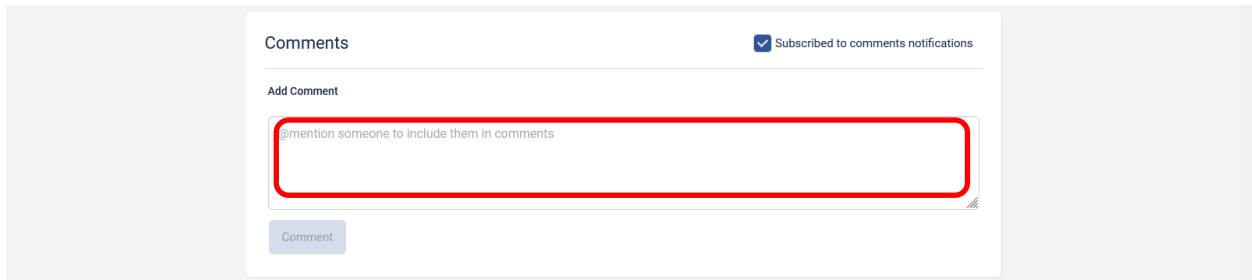 Comments
Subscribed to comments notifications
Add Comment
@mention someone to include them in comments
Comment